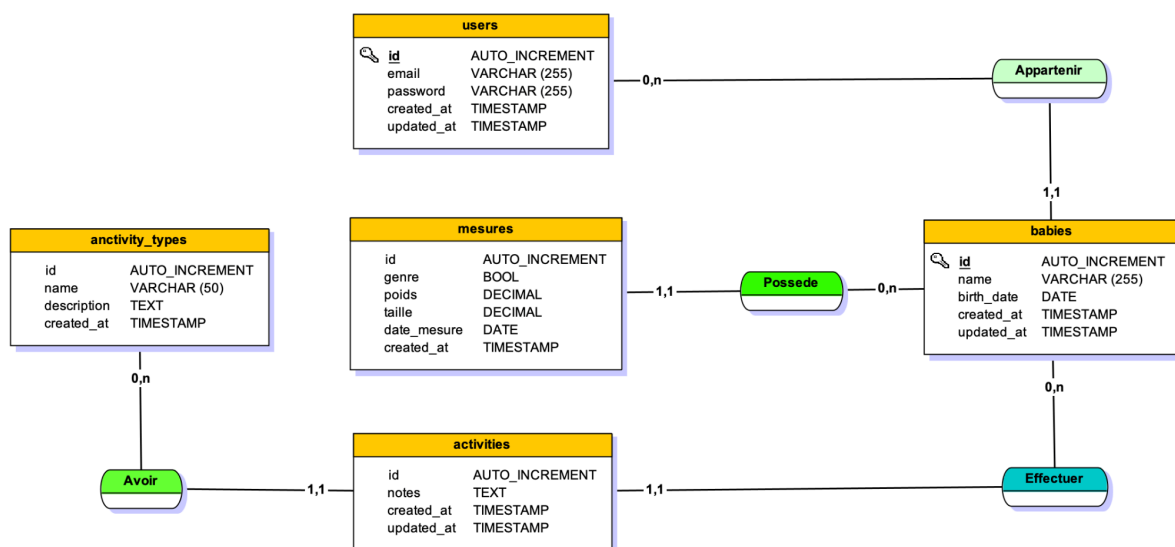 users
id AUTO_INCREMENT
email VARCHAR (255)
password VARCHAR (255)
created_at TIMESTAMP
updated_at TIMESTAMP
0,n
Appartenir
1,1
anctivity_types
id AUTO_INCREMENT
name VARCHAR (50)
description TEXT
created_at TIMESTAMP
mesures
id AUTO_INCREMENT
genre BOOL
poids DECIMAL
taille DECIMAL
date_mesure DATE
created_at TIMESTAMP
1,1
Possede
0,n
babies
id AUTO_INCREMENT
name VARCHAR (255)
birth_date DATE
created_at TIMESTAMP
updated_at TIMESTAMP
0,n
0,n
Avoir
1,1
activities
id AUTO_INCREMENT
notes TEXT
created_at TIMESTAMP
updated_at TIMESTAMP
1,1
Effectuer